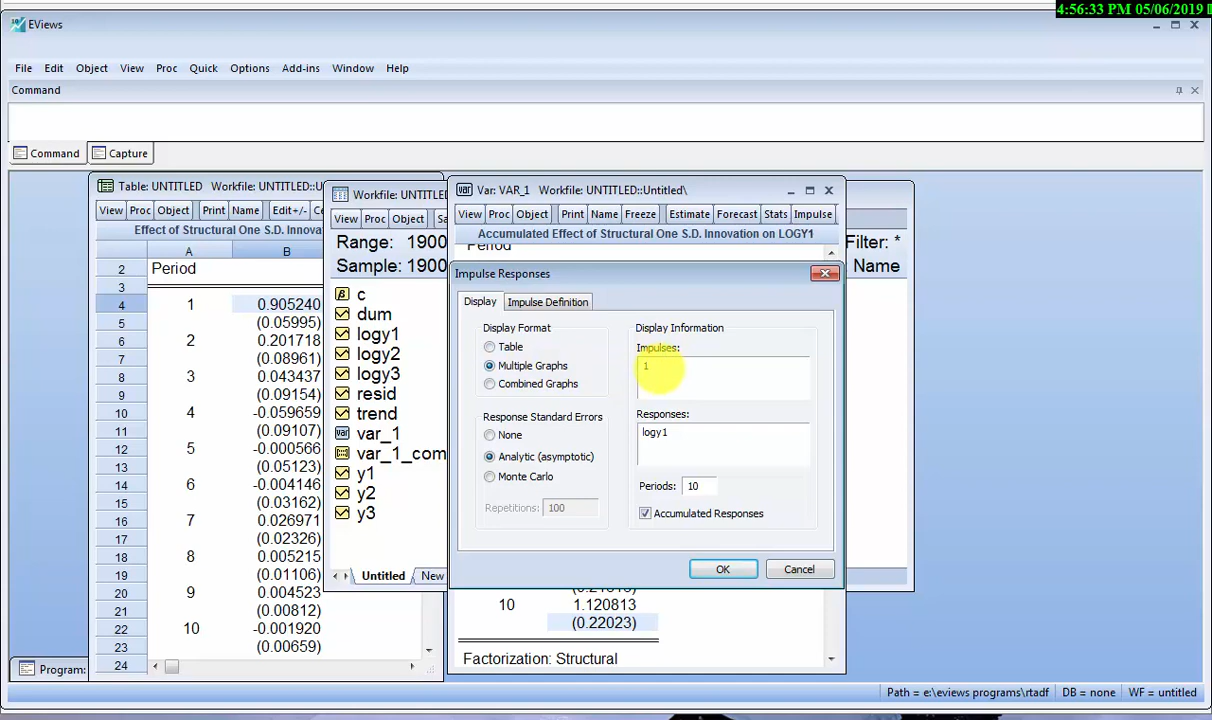 4:56:33 PM 05/06/2019
EViews
File Edit Object View Proc Quick Options Add-ins Window Help
Command
Command Capture
Table: UNTITLED Workfile: UNTITLED::U
View Proc Object Print Name Edit+/- Ce
Effect of Structural One S.D. Innova
A B
2 Period
3
4 1 0.905240
5 (0.05995)
6 2 0.201718
7 (0.08961)
8 3 0.043437
9 (0.09154)
10 4 -0.059659
11 (0.09107)
12 5 -0.000566
13 (0.05123)
14 6 -0.004146
15 (0.03162)
16 7 0.026971
17 (0.02326)
18 8 0.005215
19 (0.01106)
20 9 0.004523
21 (0.00812)
22 10 -0.001920
23 (0.00659)
24
Program:
Workfile: UNTITLED
View Proc Object Sa
Range: 1900
Sample: 1900
Filter: *
Name
c
dum
logy1
logy2
logy3
resid
trend
var_1
var_1_com
y1
y2
y3
Untitled New
Var: VAR_1 Workfile: UNTITLED::Untitled\
View Proc Object Print Name Freeze Estimate Forecast Stats Impulse
Accumulated Effect of Structural One S.D. Innovation on LOGY1
Period
Impulse Responses
Display Impulse Definition
Display Format
Table
Multiple Graphs
Combined Graphs
Response Standard Errors
None
Analytic (asymptotic)
Monte Carlo
Repetitions: 100
Display Information
Impulses:
1
Responses:
logy1
Periods: 10
Accumulated Responses
OK Cancel
10 1.120813
(0.22023)
Factorization: Structural
Path = e:\eviews programs\rtadf DB = none WF = untitled